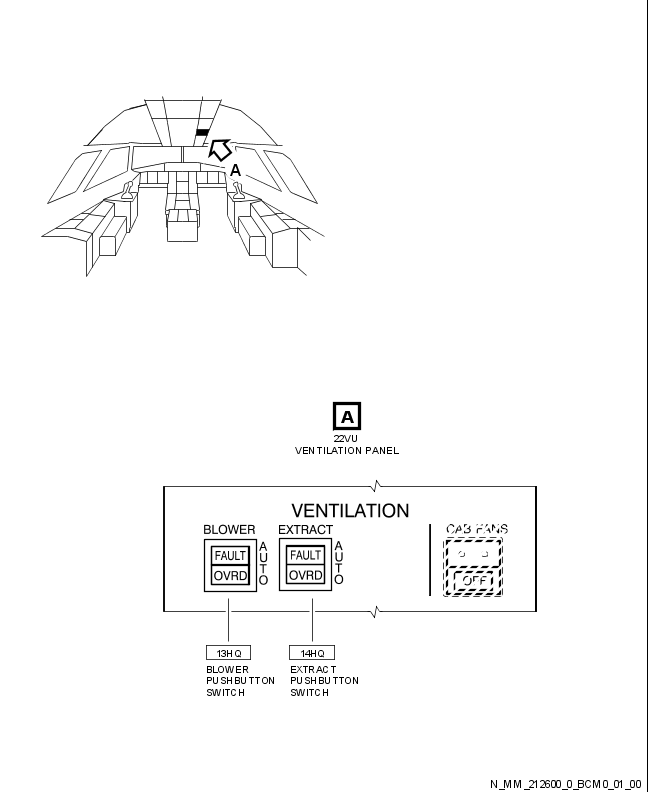 A
A
22VU
VENTILATION PANEL
VENTILATION
BLOWER EXTRACT CAB FANS
FAULT
OVRD
AUTO
FAULT
OVRD
AUTO
OFF
13HQ
BLOWER
PUSHBUTTON
SWITCH
14HQ
EXTRACT
PUSHBUTTON
SWITCH
N_MM_212600_0_BCM0_01_00